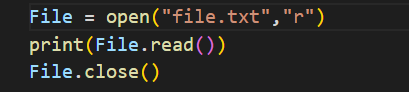 File = open("file.txt","r")
print(File.read())
File.close()